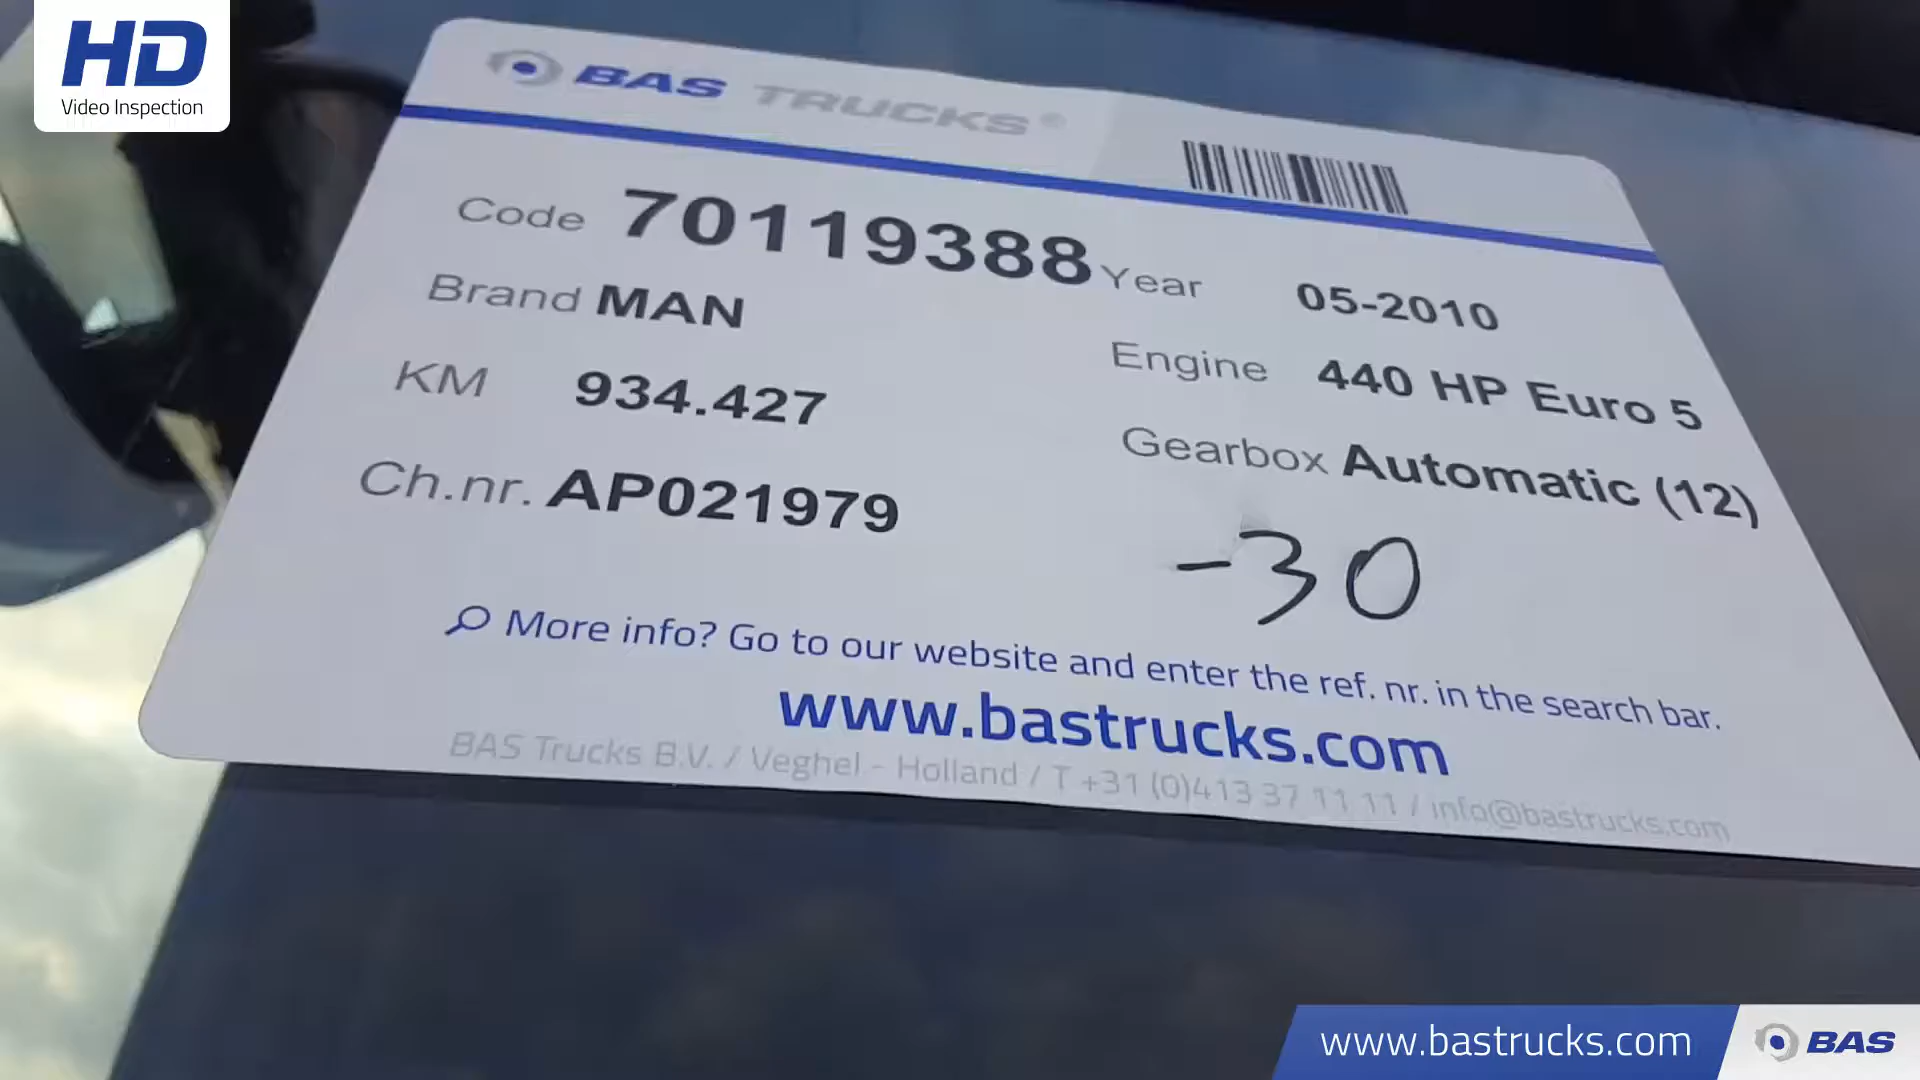 HD
Video Inspection
BAS TRUCKS®
Code 70119388 Year 05-2010
Brand MAN
Engine 440 HP Euro 5
KM 934.427
Gearbox Automatic (12)
Ch.nr. AP021979
-30
More info? Go to our website and enter the ref. nr. in the search bar.
www.bastrucks.com
BAS Trucks B.V. / Veghel - Holland / T +31 (0)413 37 11 11 / info@bastrucks.com
www.bastrucks.com
BAS